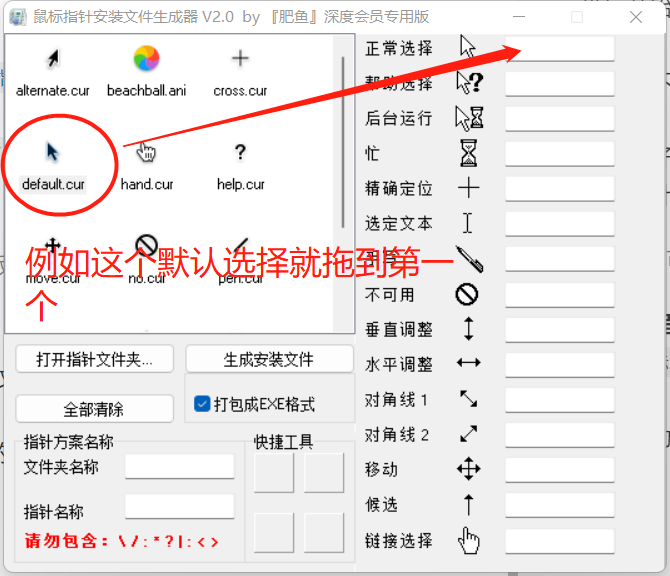 鼠标指针安装文件生成器 V2.0 by 『肥鱼』深度会员专用版
alternate.cur
beachball.ani
cross.cur
default.cur
hand.cur
help.cur
move.cur
no.cur
pen.cur
例如这个默认选择就拖到第一
个
打开指针文件夹...
生成安装文件
全部清除
打包成EXE格式
指针方案名称
文件夹名称
指针名称
请勿包含：\ / : * ? | : < >
快捷工具
正常选择
帮助选择
后台运行
忙
精确定位
选定文本
不可用
垂直调整
水平调整
对角线 1
对角线 2
移动
候选
链接选择